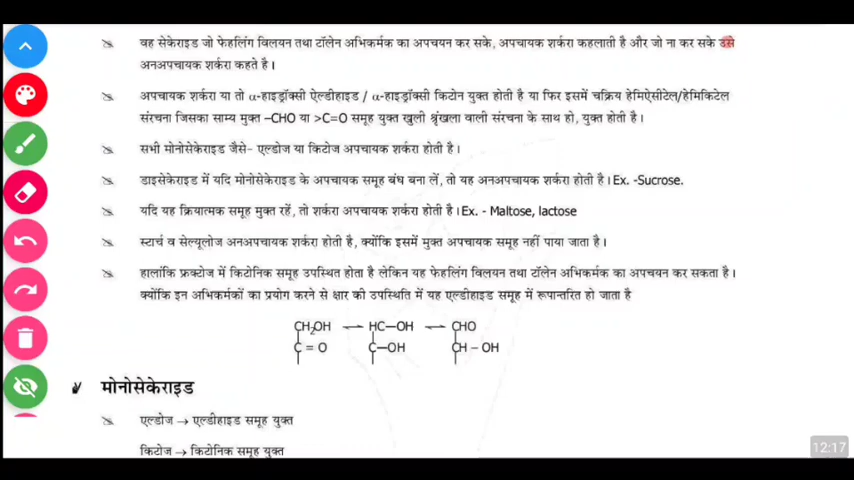 वह सेकेराइड जो फेहलिंग विलयन तथा टॉलेन अभिकर्मक का अपचयन कर सके, अपचायक शर्करा कहलाती है और जो ना कर सके उसे
अनअपचायक शर्करा कहते है।
अपचायक शर्करा या तो α-हाइड्रॉक्सी ऐल्डीहाइड / α-हाइड्रॉक्सी किटोन युक्त होती है या फिर इसमें चक्रिय हेमिऐसीटेल/हेमिकिटेल
संरचना जिसका साम्य मुक्त –CHO या >C=O समूह युक्त खुली श्रृंखला वाली संरचना के साथ हो, युक्त होती है।
सभी मोनोसेकेराइड जैसे- एल्डोज या किटोज अपचायक शर्करा होती है।
डाइसेकेराइड में यदि मोनोसेकेराइड के अपचायक समूह बंध बना लें, तो यह अनअपचायक शर्करा होती है। Ex. -Sucrose.
यदि यह क्रियात्मक समूह मुक्त रहें, तो शर्करा अपचायक शर्करा होती है। Ex. - Maltose, lactose
स्टार्च व सेल्यूलोज अनअपचायक शर्करा होती है, क्योंकि इसमें मुक्त अपचायक समूह नहीं पाया जाता है।
हालांकि फ्रक्टोज में किटोनिक समूह उपस्थित होता है लेकिन यह फेहलिंग विलयन तथा टॉलेन अभिकर्मक का अपचयन कर सकता है।
क्योंकि इन अभिकर्मकों का प्रयोग करने से क्षार की उपस्थिति में यह एल्डीहाइड समूह में रूपान्तरित हो जाता है
CH₂OH ⇌ HC–OH ⇌ CHO
C = O C–OH CH – OH
मोनोसेकेराइड
एल्डोज → एल्डीहाइड समूह युक्त
किटोज → किटोनिक समूह युक्त
12:17